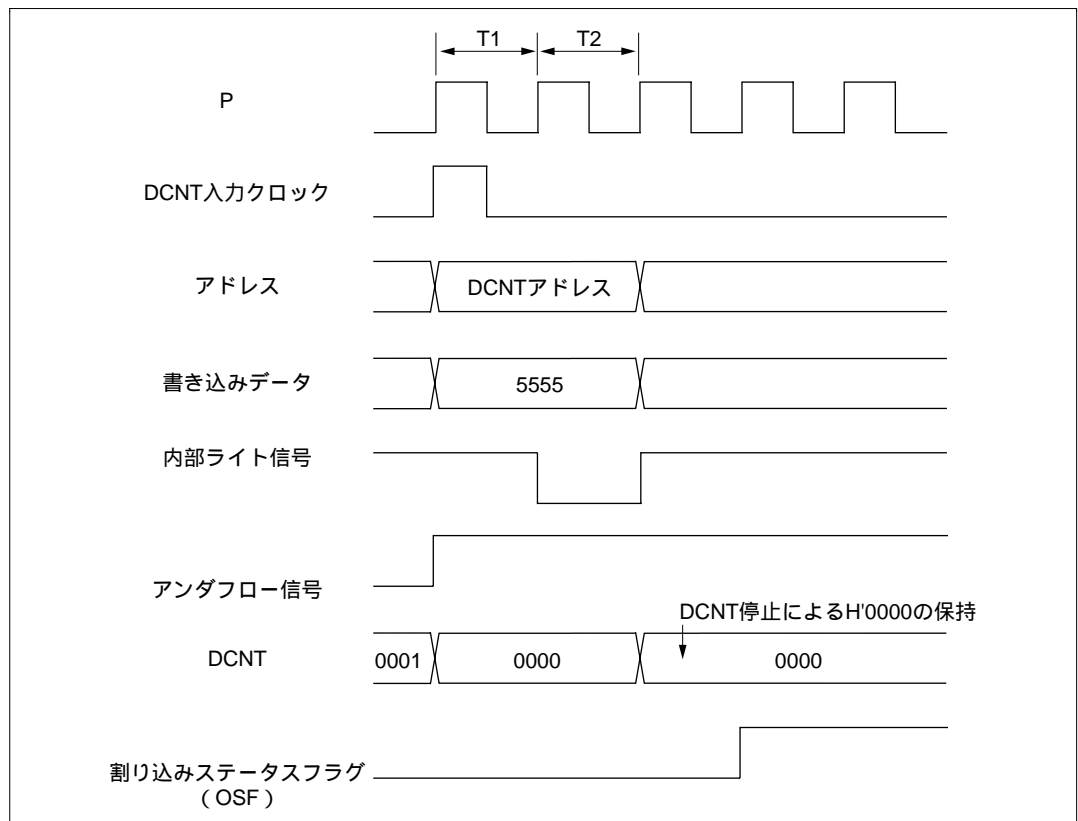 T1 T2
P
DCNT入力クロック
アドレス
DCNTアドレス
書き込みデータ
5555
内部ライト信号
アンダフロー信号
DCNT停止によるH'0000の保持
DCNT
0001
0000
0000
割り込みステータスフラグ
(OSF)